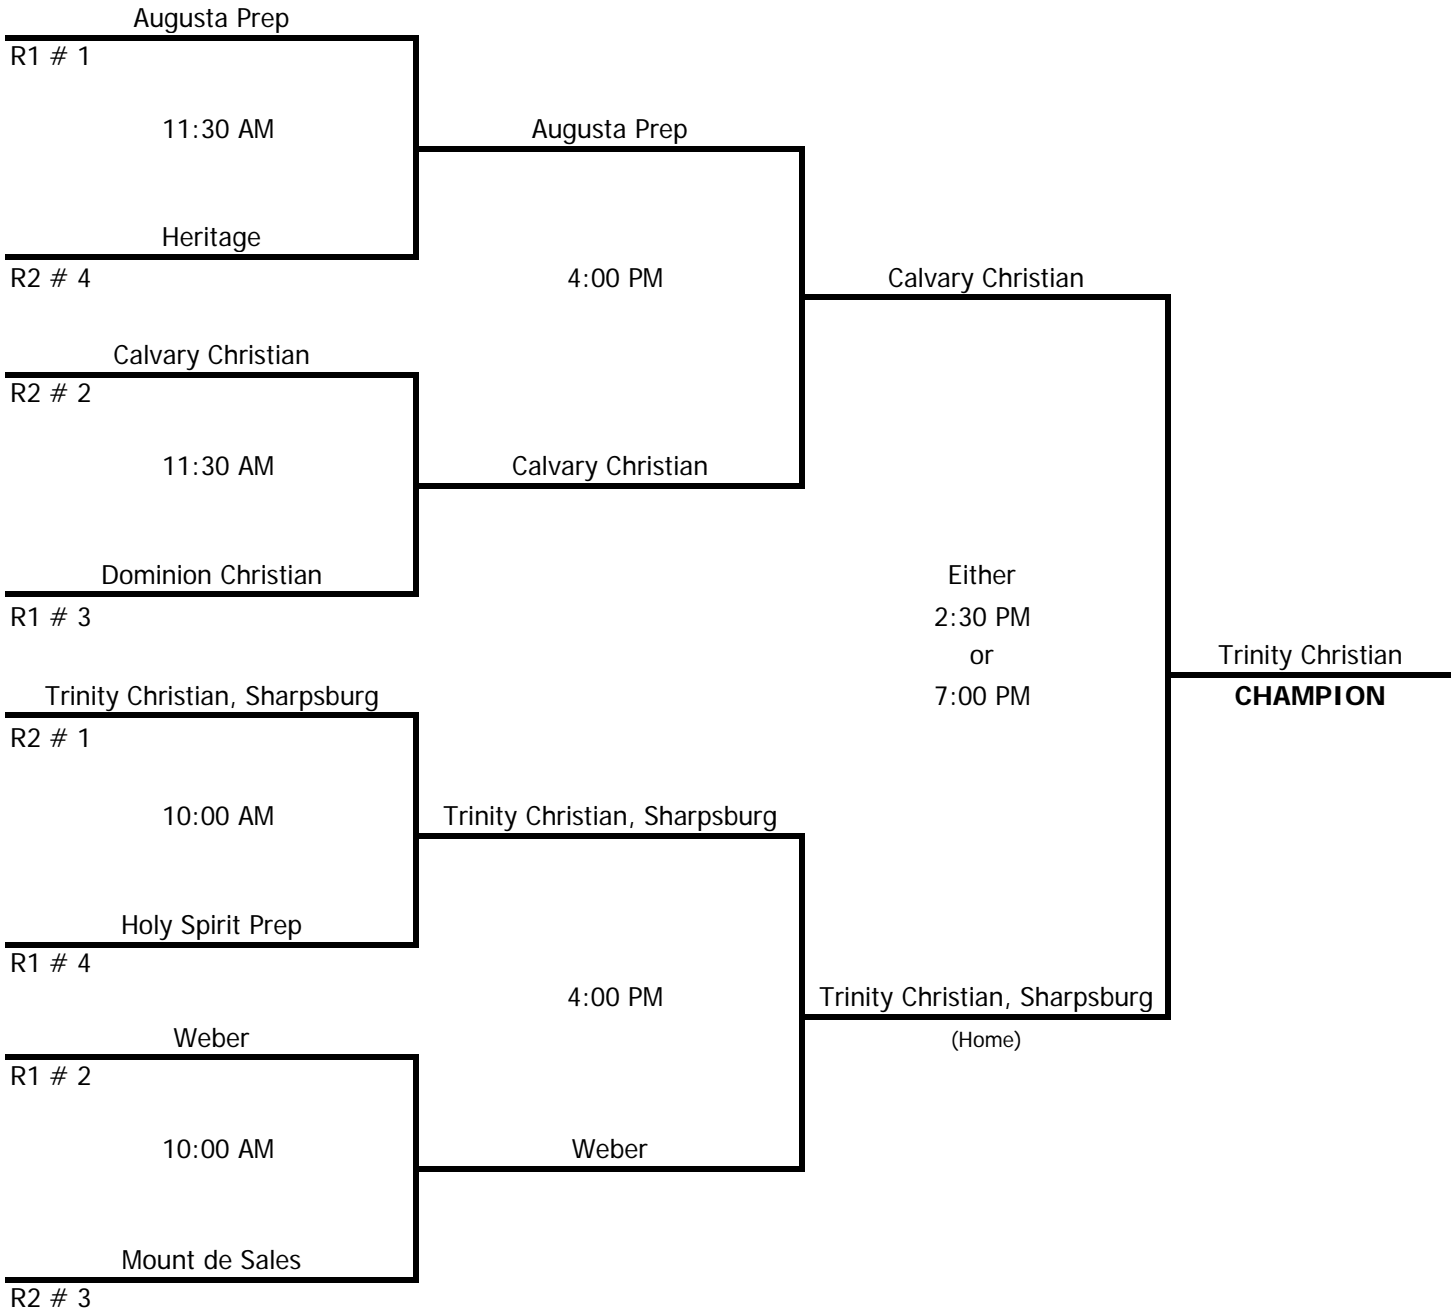 Augusta Prep
R1 # 1
11:30 AM
Augusta Prep
Heritage
R2 # 4
4:00 PM
Calvary Christian
Calvary Christian
R2 # 2
11:30 AM
Calvary Christian
Dominion Christian
Either
R1 # 3
2:30 PM
or
Trinity Christian
Trinity Christian, Sharpsburg
7:00 PM
CHAMPION
R2 # 1
10:00 AM
Trinity Christian, Sharpsburg
Holy Spirit Prep
R1 # 4
4:00 PM
Trinity Christian, Sharpsburg
Weber
(Home)
R1 # 2
10:00 AM
Weber
Mount de Sales
R2 # 3